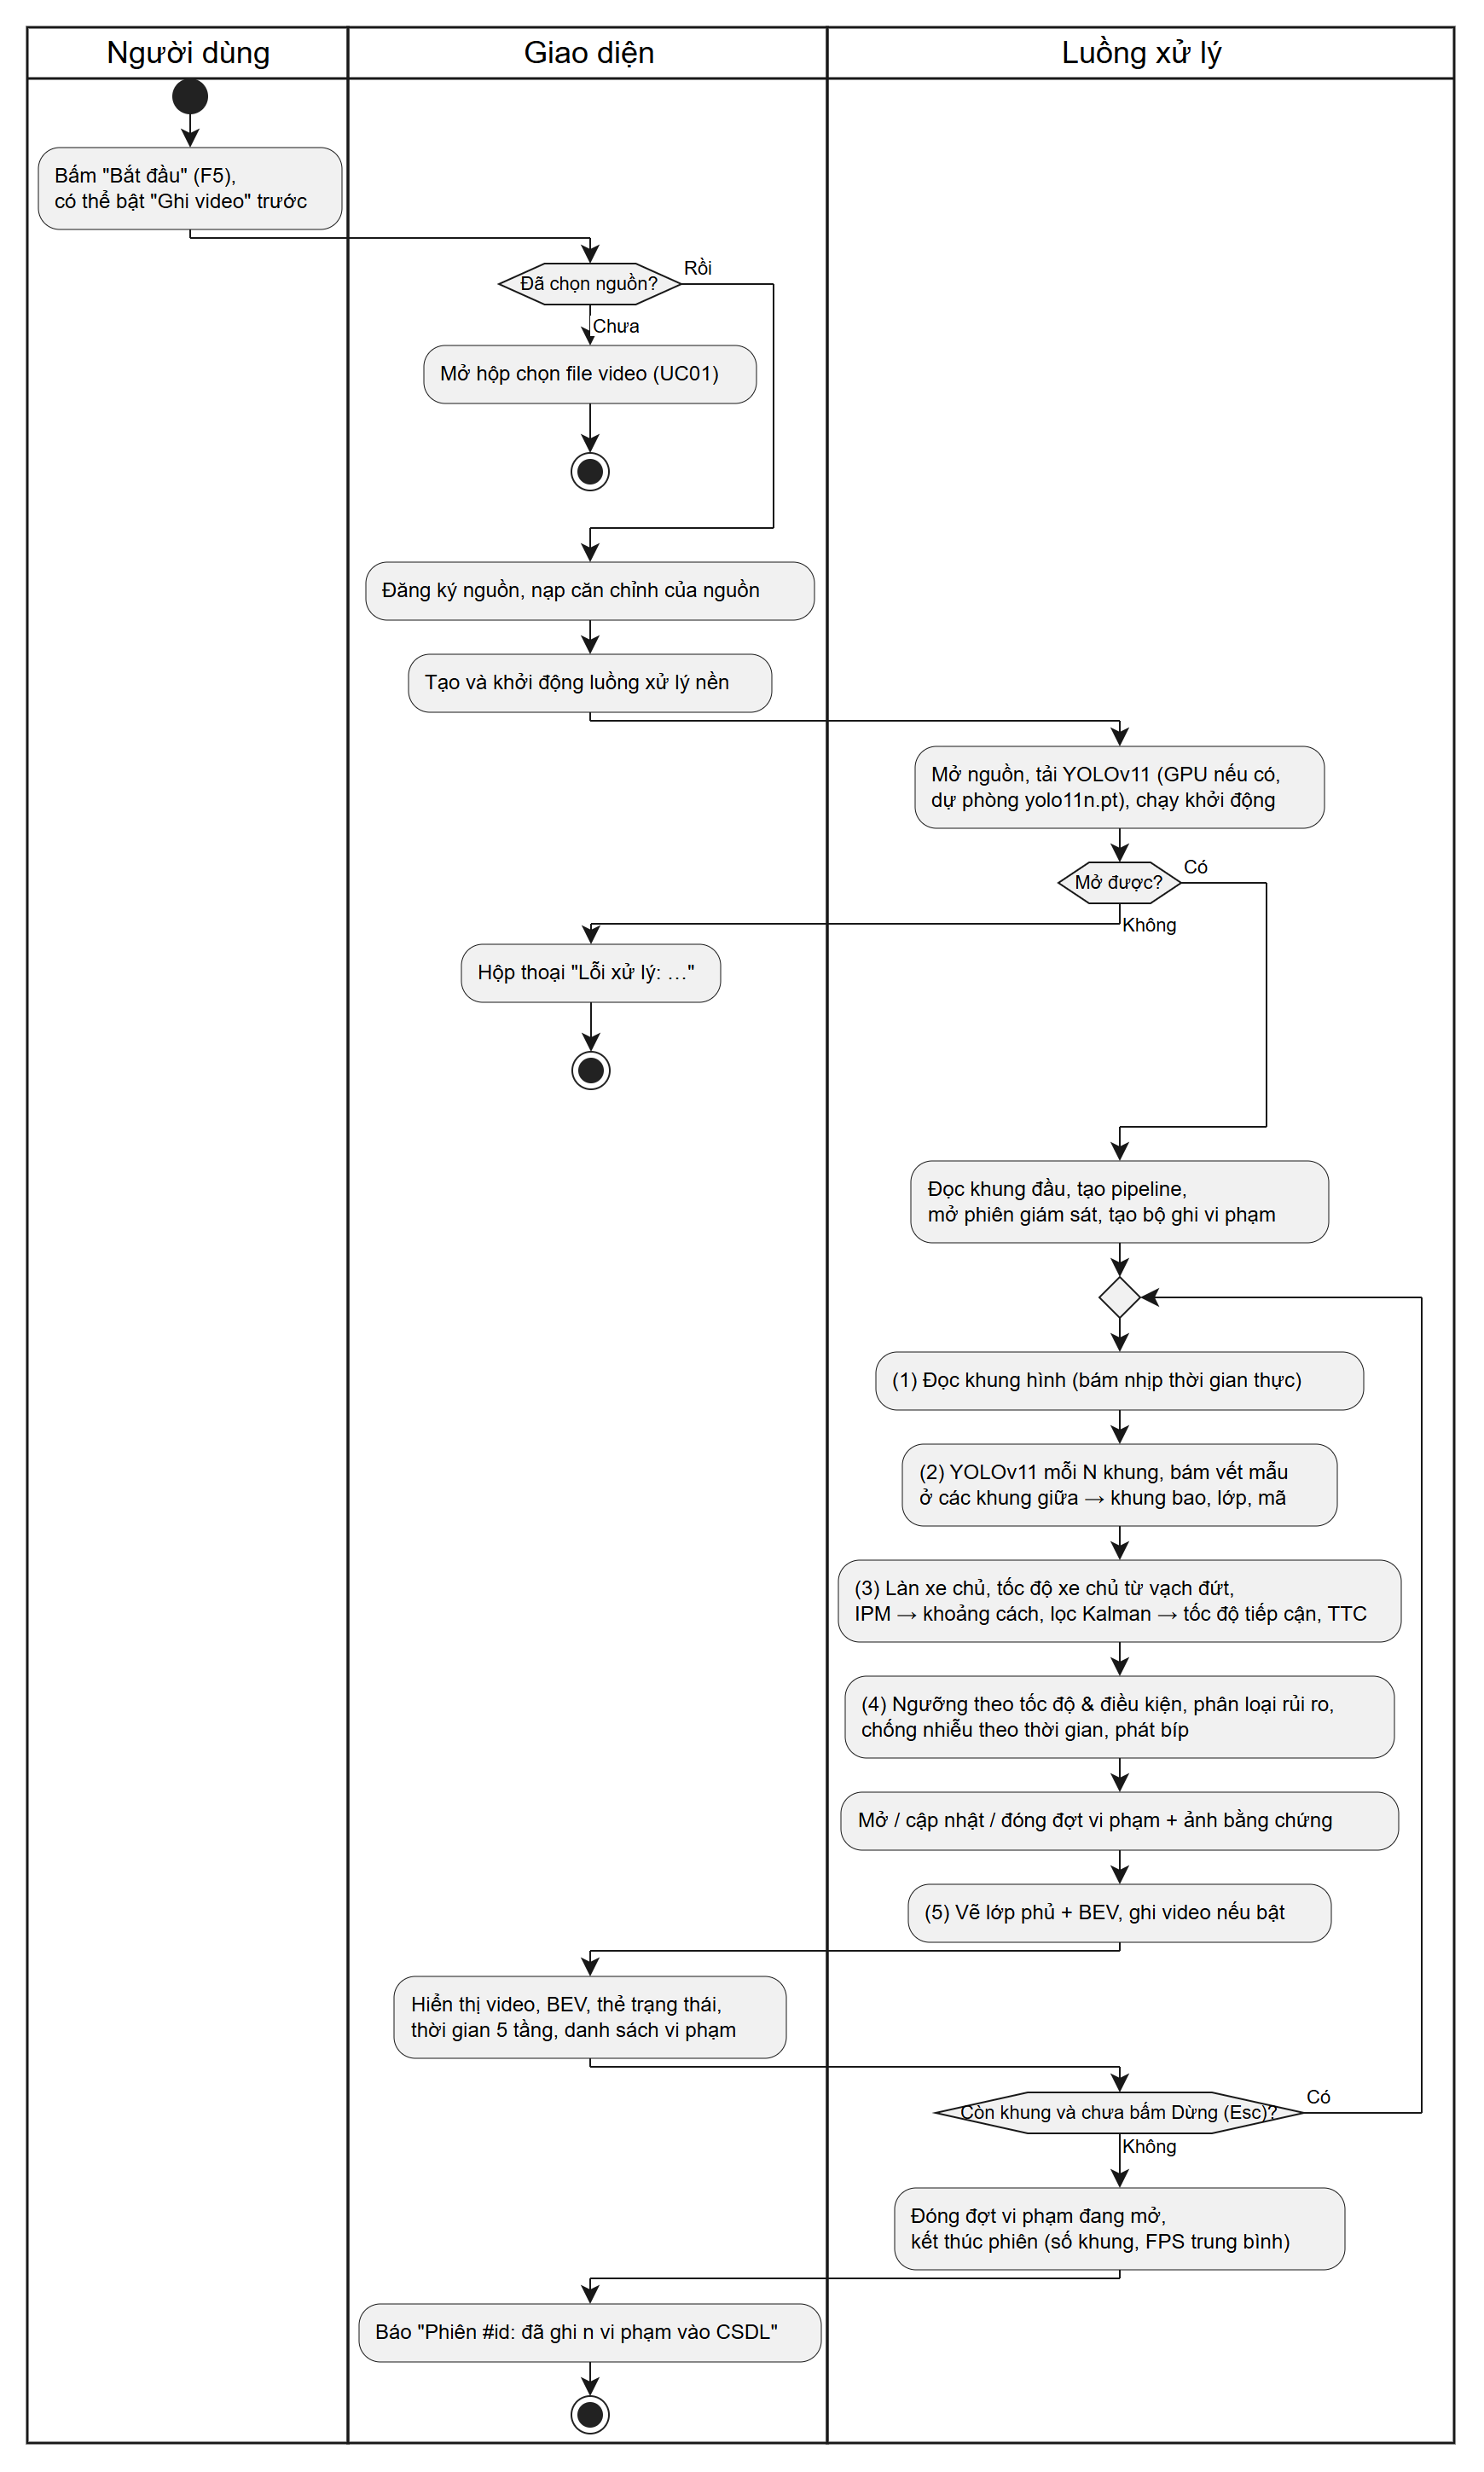 Người dùng
Giao diện
Luồng xử lý
Bấm "Bắt đầu" (F5),
có thể bật "Ghi video" trước
Đã chọn nguồn?
Rồi
Chưa
Mở hộp chọn file video (UC01)
Đăng ký nguồn, nạp căn chỉnh của nguồn
Tạo và khởi động luồng xử lý nền
Mở nguồn, tải YOLOv11 (GPU nếu có,
dự phòng yolo11n.pt), chạy khởi động
Mở được?
Có
Không
Hộp thoại "Lỗi xử lý: …"
Đọc khung đầu, tạo pipeline,
mở phiên giám sát, tạo bộ ghi vi phạm
(1) Đọc khung hình (bám nhịp thời gian thực)
(2) YOLOv11 mỗi N khung, bám vết mẫu
ở các khung giữa → khung bao, lớp, mã
(3) Làn xe chủ, tốc độ xe chủ từ vạch đứt,
IPM → khoảng cách, lọc Kalman → tốc độ tiếp cận, TTC
(4) Ngưỡng theo tốc độ & điều kiện, phân loại rủi ro,
chống nhiễu theo thời gian, phát bíp
Mở / cập nhật / đóng đợt vi phạm + ảnh bằng chứng
(5) Vẽ lớp phủ + BEV, ghi video nếu bật
Hiển thị video, BEV, thẻ trạng thái,
thời gian 5 tầng, danh sách vi phạm
Còn khung và chưa bấm Dừng (Esc)?
Có
Không
Đóng đợt vi phạm đang mở,
kết thúc phiên (số khung, FPS trung bình)
Báo "Phiên #id: đã ghi n vi phạm vào CSDL"